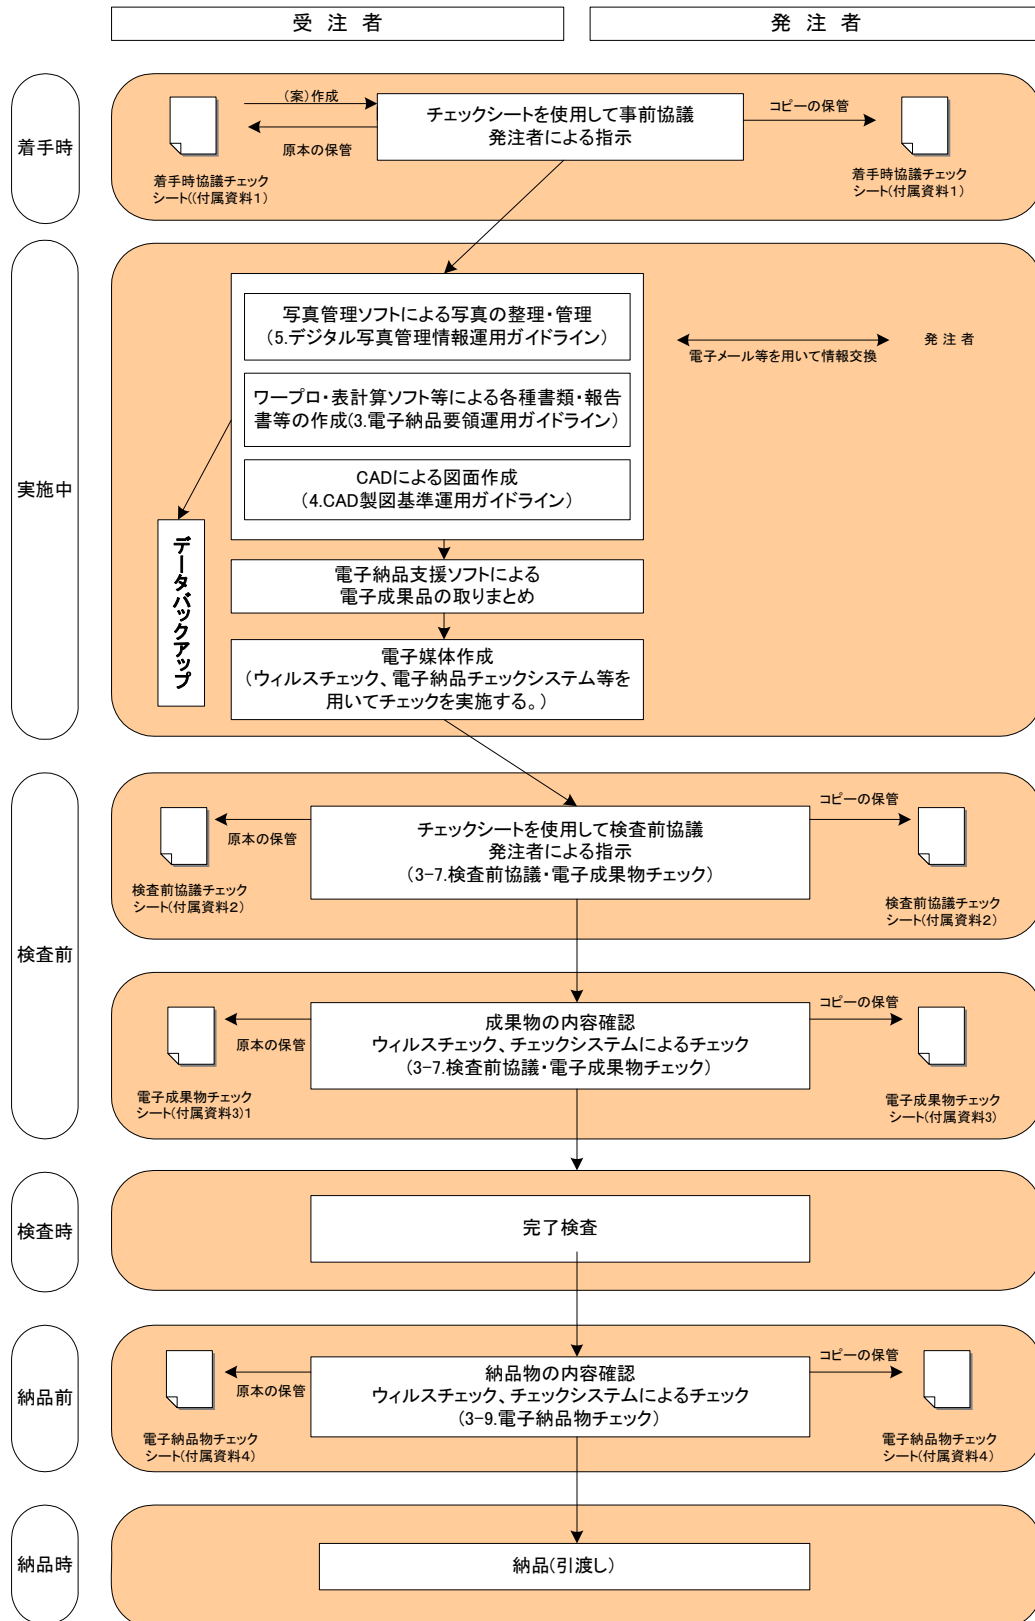 受 注 者
発 注 者
着手時
(案)作成
原本の保管
チェックシートを使用して事前協議
発注者による指示
コピーの保管
着手時協議チェック
シート((付属資料1)
着手時協議チェック
シート(付属資料1)
実施中
写真管理ソフトによる写真の整理・管理
(5.デジタル写真管理情報運用ガイドライン)
ワープロ・表計算ソフト等による各種書類・報告
書等の作成(3.電子納品要領運用ガイドライン)
CADによる図面作成
(4.CAD製図基準運用ガイドライン)
電子メール等を用いて情報交換
発 注 者
データバックアップ
電子納品支援ソフトによる
電子成果品の取りまとめ
電子媒体作成
(ウィルスチェック、電子納品チェックシステム等を
用いてチェックを実施する。)
検査前
原本の保管
チェックシートを使用して検査前協議
発注者による指示
(3-7.検査前協議・電子成果物チェック)
コピーの保管
検査前協議チェック
シート(付属資料2)
検査前協議チェック
シート(付属資料2)
原本の保管
成果物の内容確認
ウィルスチェック、チェックシステムによるチェック
(3-7.検査前協議・電子成果物チェック)
コピーの保管
電子成果物チェック
シート(付属資料3)1
電子成果物チェック
シート(付属資料3)
検査時
完了検査
納品前
原本の保管
納品物の内容確認
ウィルスチェック、チェックシステムによるチェック
(3-9.電子納品物チェック)
コピーの保管
電子納品物チェック
シート(付属資料4)
電子納品物チェック
シート(付属資料4)
納品時
納品(引渡し)